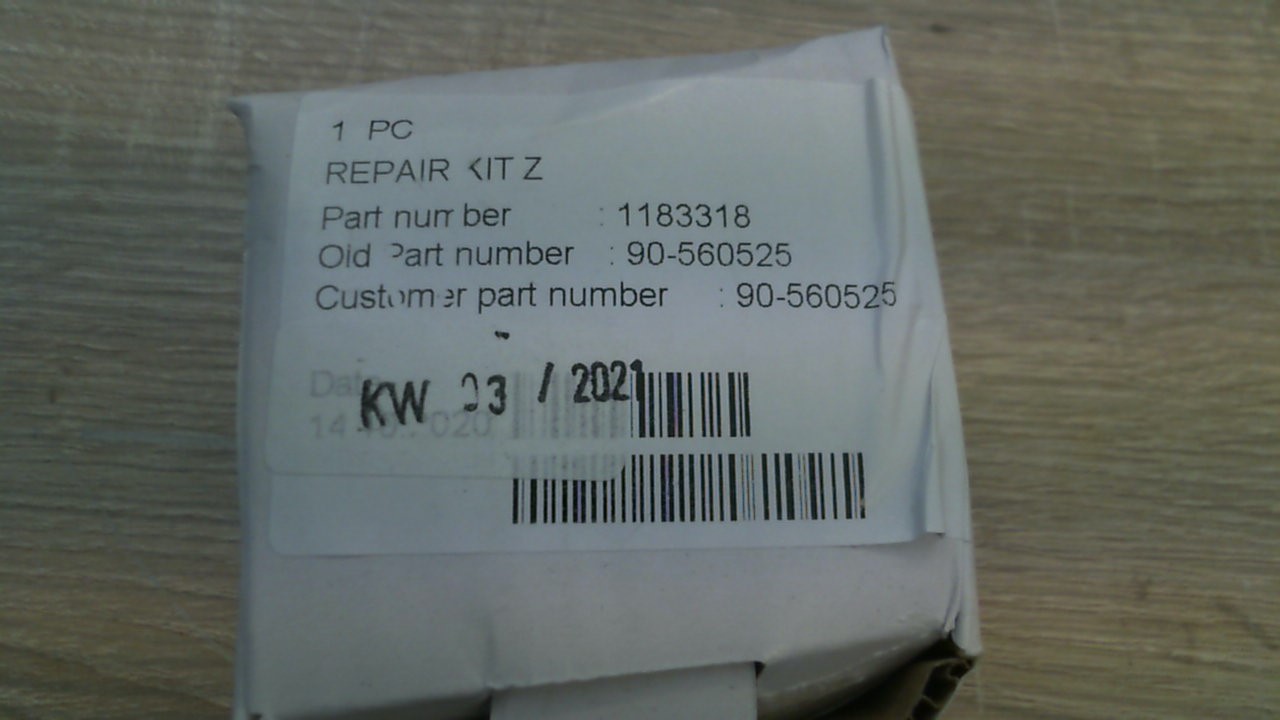 1 PC
REPAIR KIT Z
Part number : 1183318
Old Part number : 90-560525
Customer part number : 90-560525
Date
KW 03 / 2021